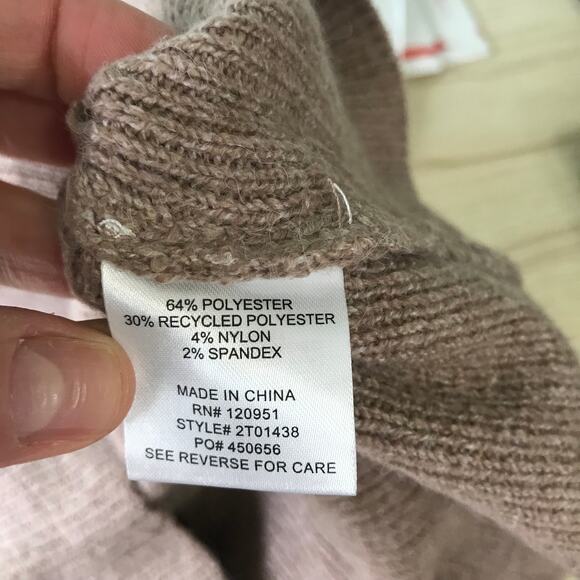 64% POLYESTER
30% RECYCLED POLYESTER
4% NYLON
2% SPANDEX
MADE IN CHINA
RN# 120951
STYLE# 2T01438
PO# 450656
SEE REVERSE FOR CARE